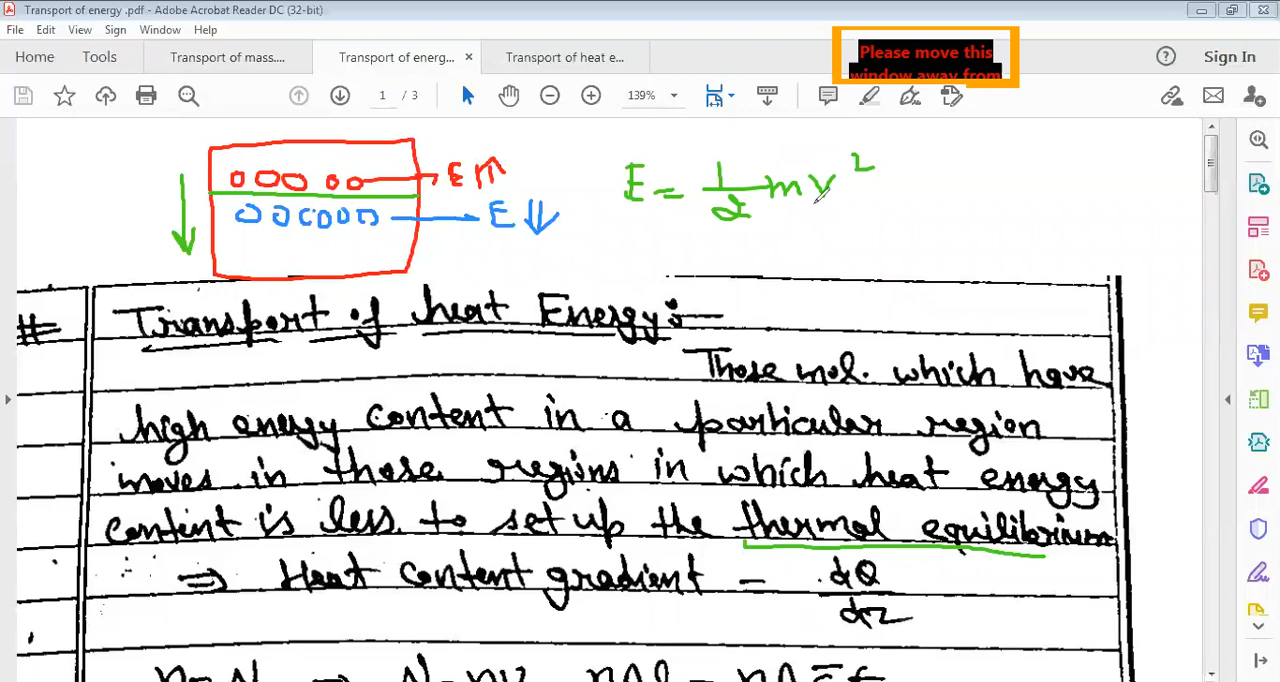 Transport of energy .pdf - Adobe Acrobat Reader DC (32-bit)
File Edit View Sign Window Help
Home Tools Transport of mass.... Transport of energ... × Transport of heat e...
Please move this
window away from
Sign In
1 / 3 139%
E
E
E = 1/2 mv²
# Transport of heat Energy:-
Those mol. which have
high energy content in a particular region
moves in those regions in which heat energy
content is less to set up the thermal equilibrium
⇒ Heat content gradient = dQ/dz